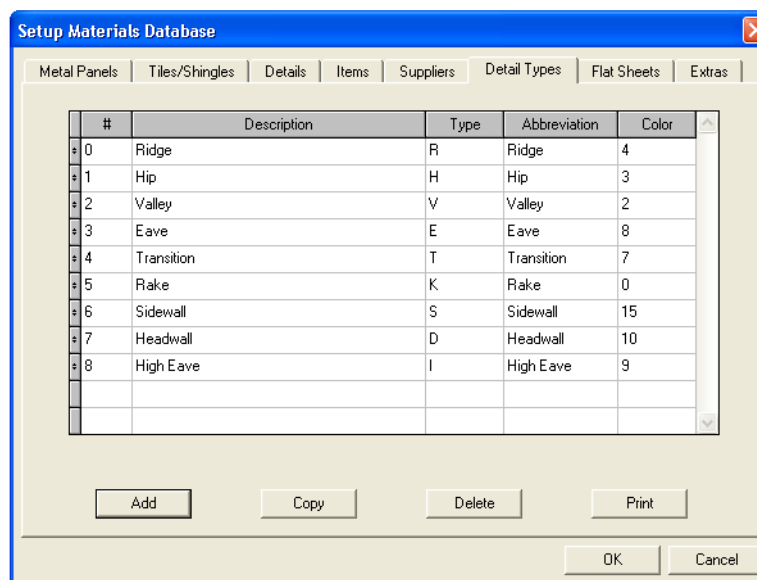 Setup Materials Database
Metal Panels Tiles/Shingles Details Items Suppliers Detail Types Flat Sheets Extras
# Description Type Abbreviation Color
0 Ridge R Ridge 4
1 Hip H Hip 3
2 Valley V Valley 2
3 Eave E Eave 8
4 Transition T Transition 7
5 Rake K Rake 0
6 Sidewall S Sidewall 15
7 Headwall D Headwall 10
8 High Eave I High Eave 9
Add Copy Delete Print
OK Cancel